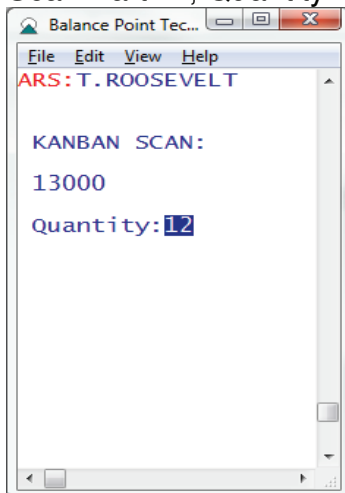 Balance Point Tec...
File Edit View Help
ARS:T.ROOSEVELT
KANBAN SCAN:
13000
Quantity:12